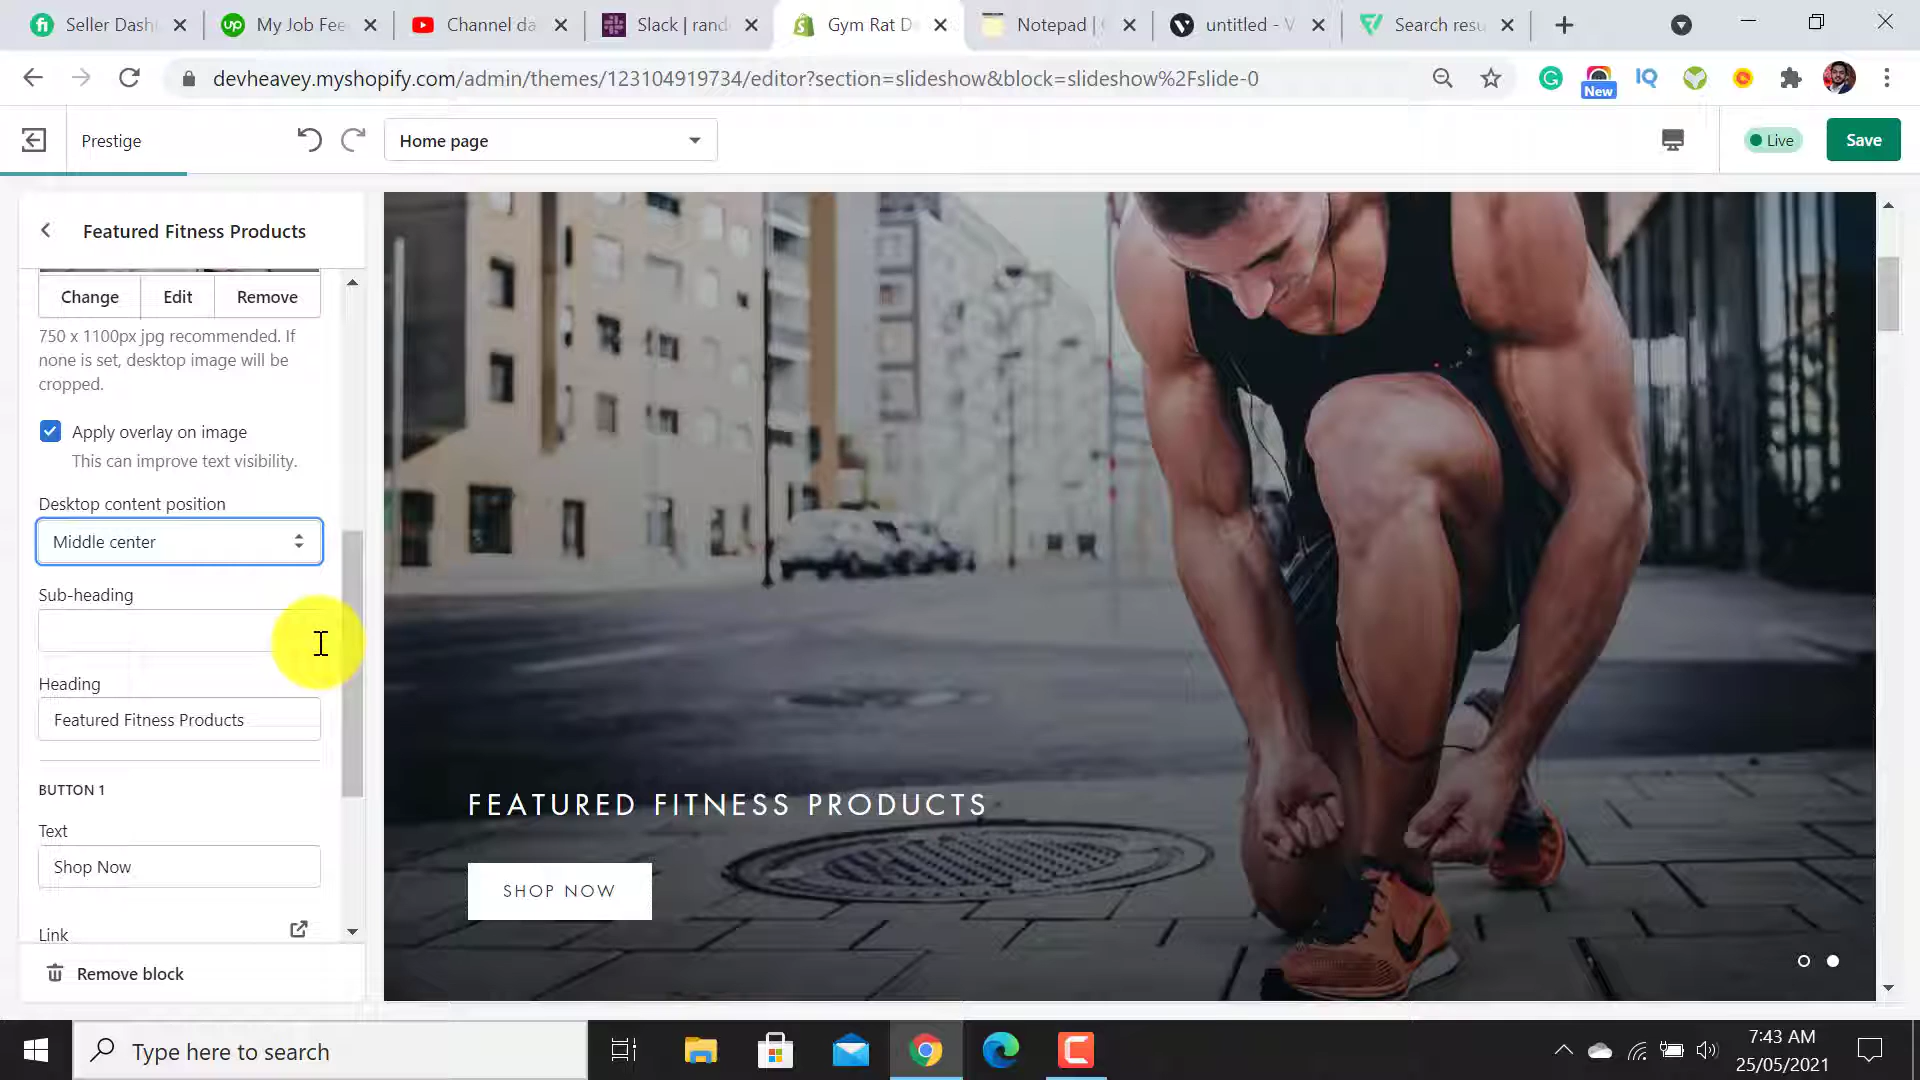 Seller Dash
My Job Fee
Channel da
Slack | rand
Gym Rat D
Notepad |
untitled - V
Search resu
devheavey.myshopify.com/admin/themes/123104919734/editor?section=slideshow&block=slideshow%2Fslide-0
New
IQ
Prestige
Home page
Live
Save
Featured Fitness Products
Change
Edit
Remove
750 x 1100px jpg recommended. If
none is set, desktop image will be
cropped.
Apply overlay on image
This can improve text visibility.
Desktop content position
Middle center
Sub-heading
Heading
Featured Fitness Products
BUTTON 1
Text
Shop Now
Link
Remove block
FEATURED FITNESS PRODUCTS
SHOP NOW
Type here to search
7:43 AM
25/05/2021